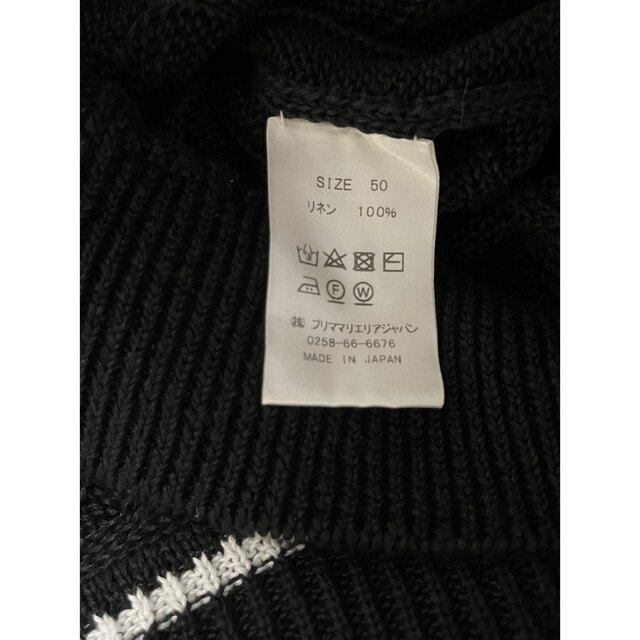 SIZE 50
リネン 100%
F W
㈱ プリママリエリアジャパン
0258-66-6676
MADE IN JAPAN